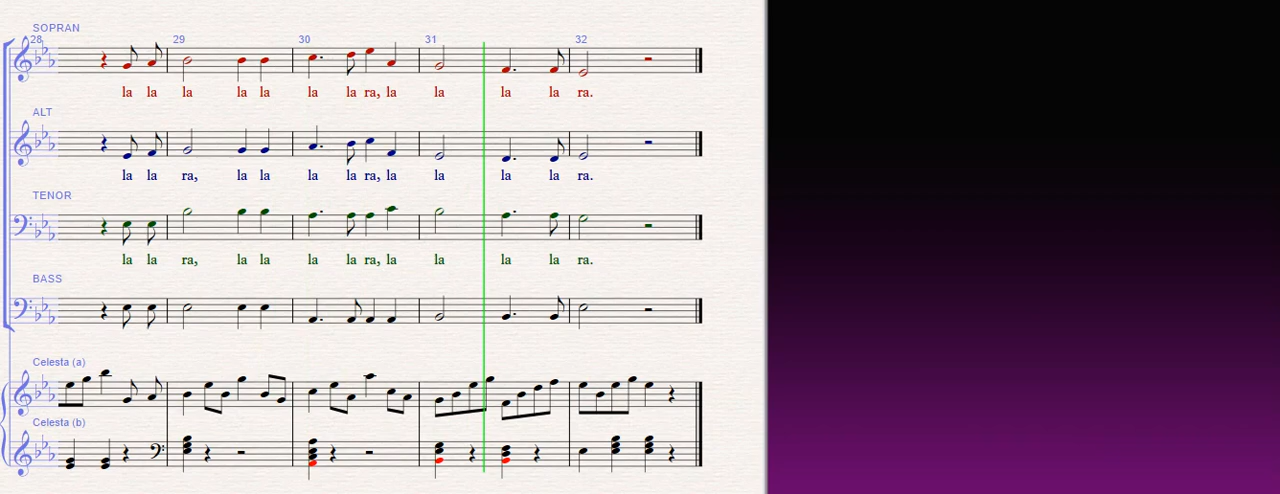 SOPRAN
28 29 30 31 32
la la la la la la la ra, la la la la ra.
ALT
la la ra, la la la la ra, la la la la ra.
TENOR
la la ra, la la la la ra, la la la la ra.
BASS
Celesta (a)
Celesta (b)